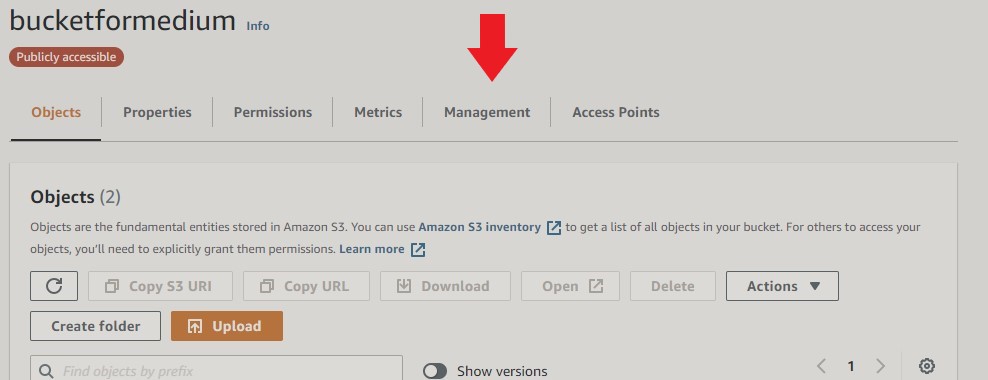 bucketformedium Info
Publicly accessible
Objects Properties Permissions Metrics Management Access Points
Objects (2)
Objects are the fundamental entities stored in Amazon S3. You can use Amazon S3 inventory to get a list of all objects in your bucket. For others to access your
objects, you'll need to explicitly grant them permissions. Learn more
Copy S3 URI Copy URL Download Open Delete Actions
Create folder Upload
Find objects by prefix Show versions 1